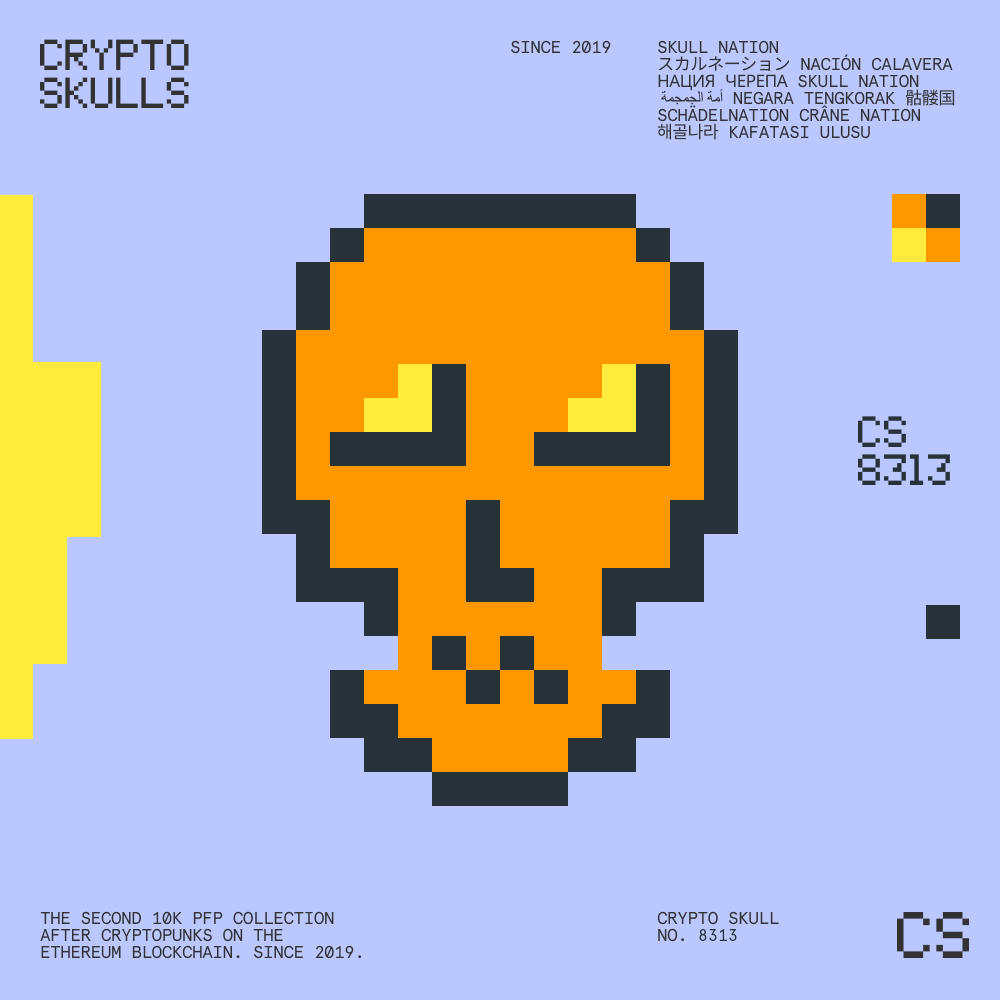 CRYPTO
SKULLS
SINCE 2019
SKULL NATION
スカルネーション NACIÓN CALAVERA
НАЦИЯ ЧЕРЕПА SKULL NATION
أمة الجمجمة NEGARA TENGKORAK 骷髅国
SCHÄDELNATION CRÂNE NATION
해골나라 KAFATASI ULUSU
CS
8313
THE SECOND 10K PFP COLLECTION
AFTER CRYPTOPUNKS ON THE
ETHEREUM BLOCKCHAIN. SINCE 2019.
CRYPTO SKULL
NO. 8313
CS